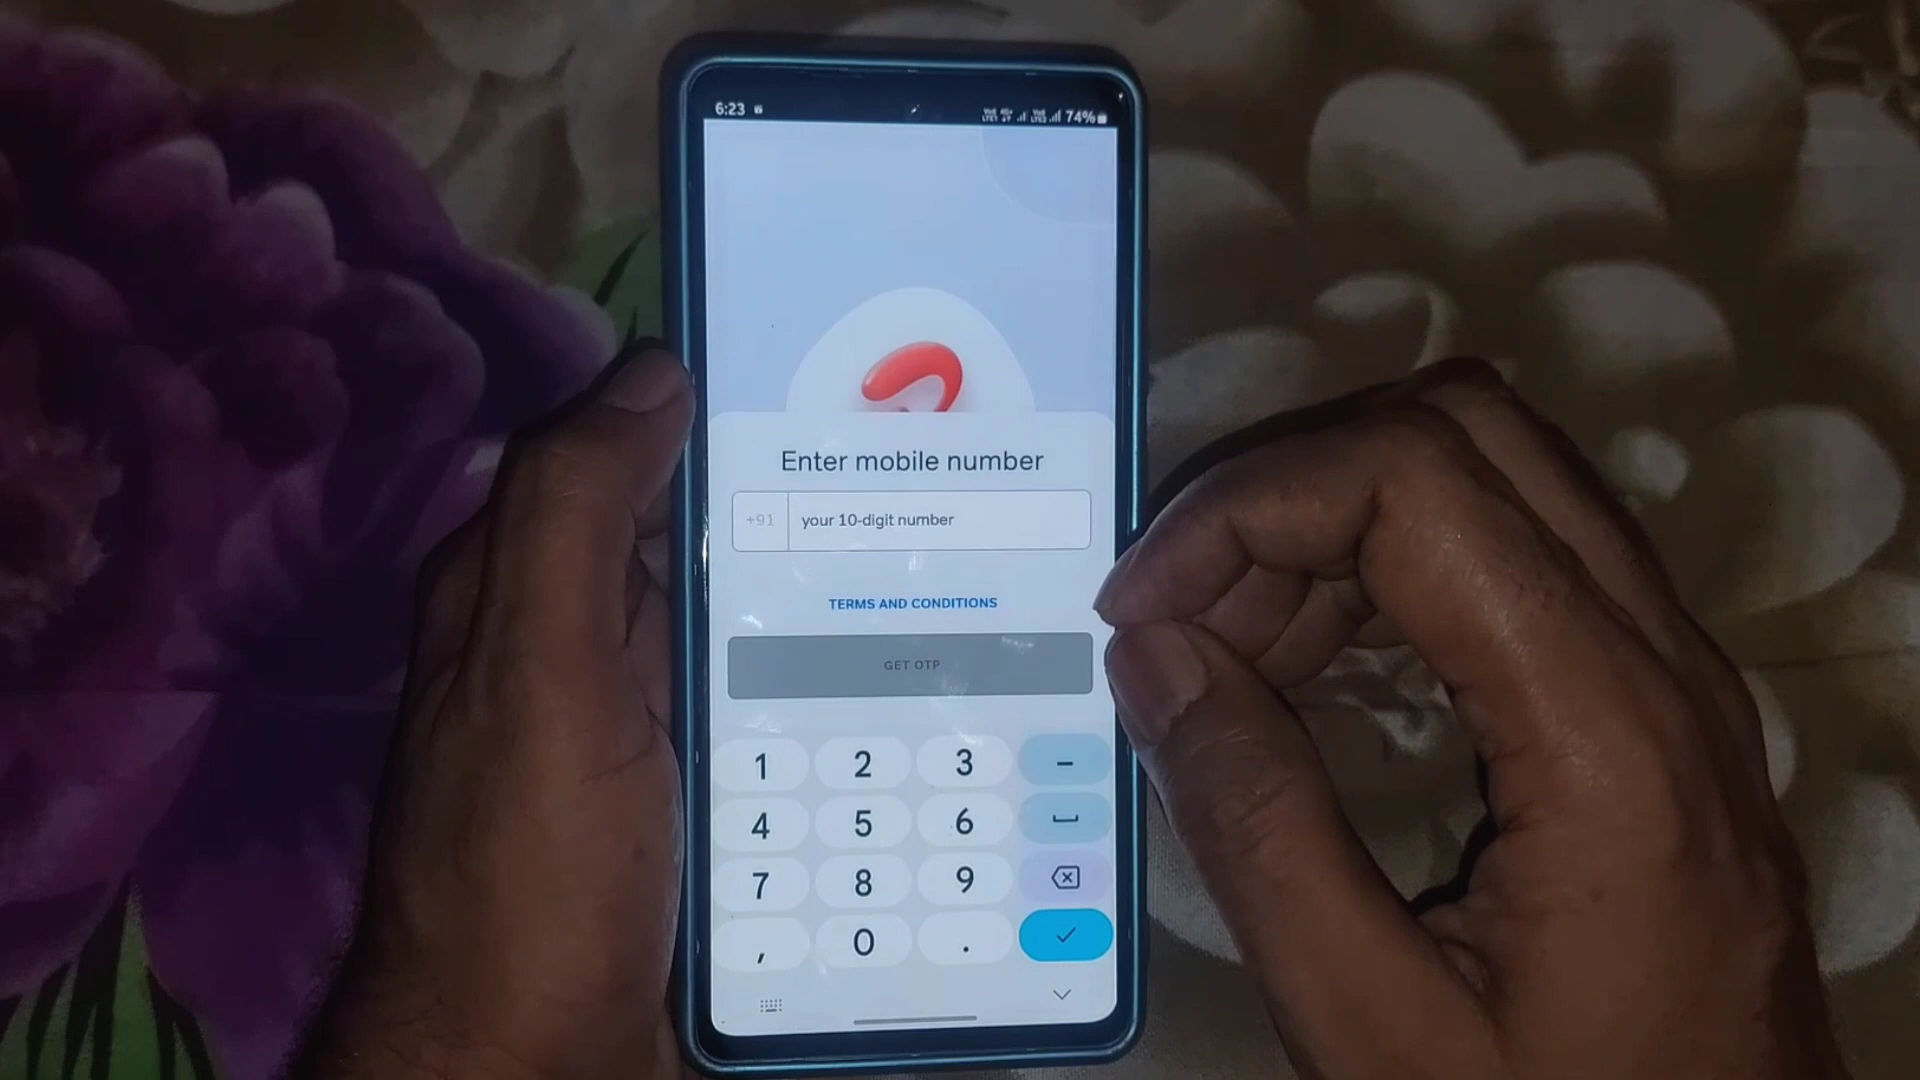 6:23
74%
Enter mobile number
+91 your 10-digit number
TERMS AND CONDITIONS
GET OTP
1 2 3 -
4 5 6
7 8 9
, 0 .